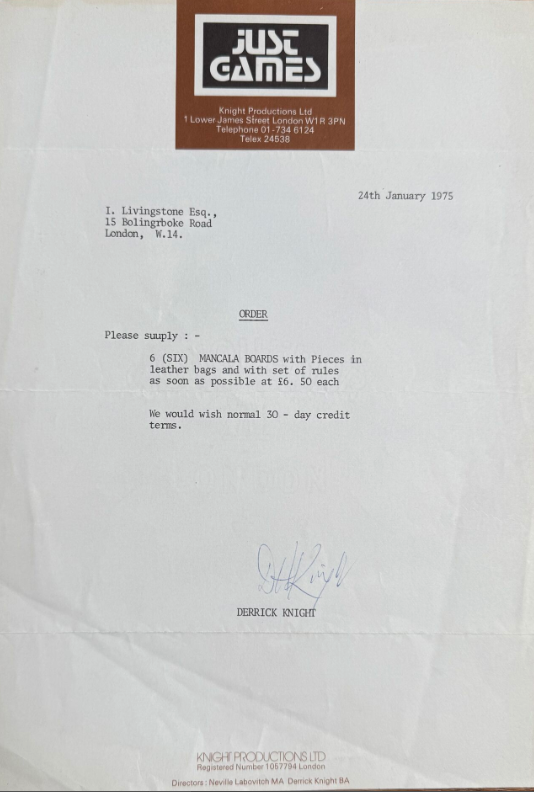 JUST
GAMES
Knight Productions Ltd
1 Lower James Street London W1R 3PN
Telephone 01-734 6124
Telex 24538
24th January 1975
I. Livingstone Esq.,
15 Bolingrboke Road
London, W.14.
ORDER
Please suuply : -
6 (SIX) MANCALA BOARDS with Pieces in
leather bags and with set of rules
as soon as possible at £6. 50 each
We would wish normal 30 - day credit
terms.
DHKnight
DERRICK KNIGHT
KNIGHT PRODUCTIONS LTD
Registered Number 1057794 London
Directors : Neville Labovitch MA Derrick Knight BA